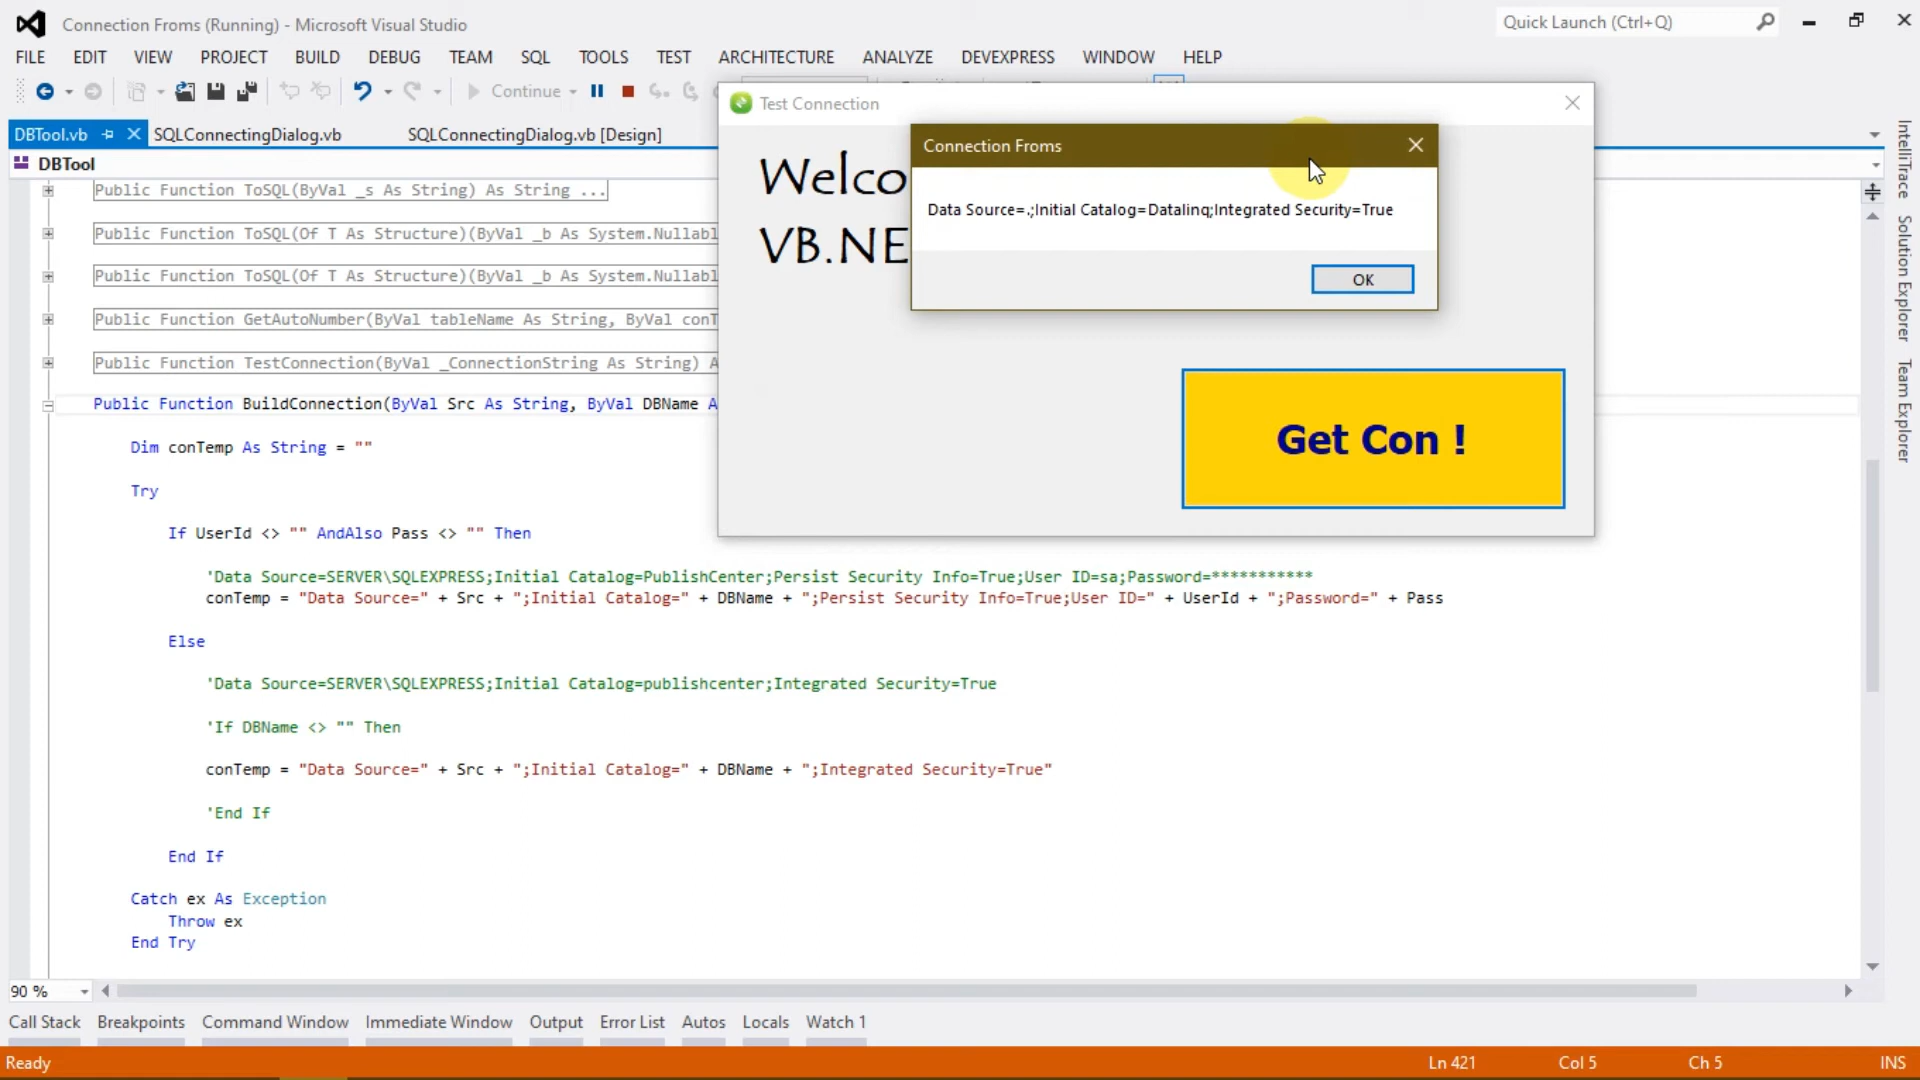 Connection Froms (Running) - Microsoft Visual Studio
Quick Launch (Ctrl+Q)
FILE EDIT VIEW PROJECT BUILD DEBUG TEAM SQL TOOLS TEST ARCHITECTURE ANALYZE DEVEXPRESS WINDOW HELP
Continue
DBTool.vb SQLConnectingDialog.vb SQLConnectingDialog.vb [Design]
DBTool
Test Connection
Welco
VB.NE
Connection Froms
Data Source=.;Initial Catalog=Datalinq;Integrated Security=True
OK
Get Con !
Public Function ToSQL(ByVal _s As String) As String ...
Public Function ToSQL(Of T As Structure)(ByVal _b As System.Nullabl
Public Function ToSQL(Of T As Structure)(ByVal _b As System.Nullabl
Public Function GetAutoNumber(ByVal tableName As String, ByVal conT
Public Function TestConnection(ByVal _ConnectionString As String) A
Public Function BuildConnection(ByVal Src As String, ByVal DBName A
Dim conTemp As String = ""
Try
If UserId <> "" AndAlso Pass <> "" Then
'Data Source=SERVER\SQLEXPRESS;Initial Catalog=PublishCenter;Persist Security Info=True;User ID=sa;Password=***********
conTemp = "Data Source=" + Src + ";Initial Catalog=" + DBName + ";Persist Security Info=True;User ID=" + UserId + ";Password=" + Pass
Else
'Data Source=SERVER\SQLEXPRESS;Initial Catalog=publishcenter;Integrated Security=True
'If DBName <> "" Then
conTemp = "Data Source=" + Src + ";Initial Catalog=" + DBName + ";Integrated Security=True"
'End If
End If
Catch ex As Exception
Throw ex
End Try
IntelliTrace
Solution Explorer
Team Explorer
90 %
Call Stack Breakpoints Command Window Immediate Window Output Error List Autos Locals Watch 1
Ready Ln 421 Col 5 Ch 5 INS